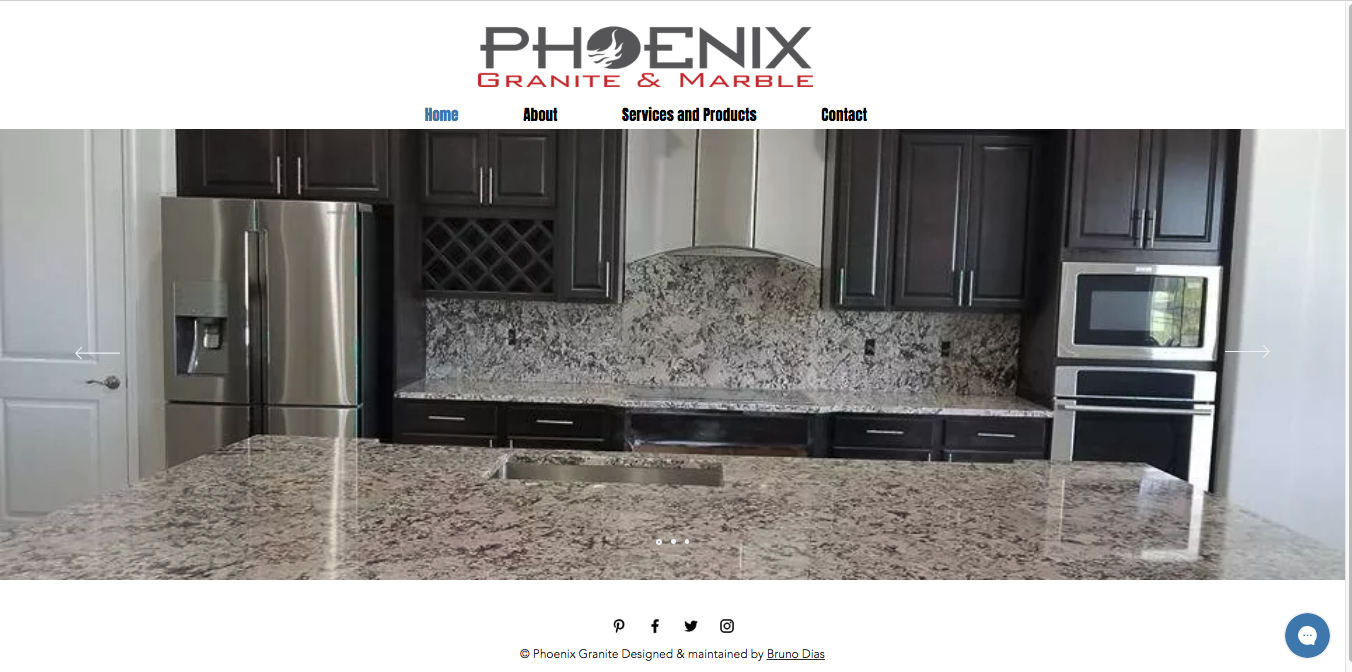 PHOENIX
GRANITE & MARBLE
Home About Services and Products Contact
© Phoenix Granite Designed & maintained by Bruno Dias